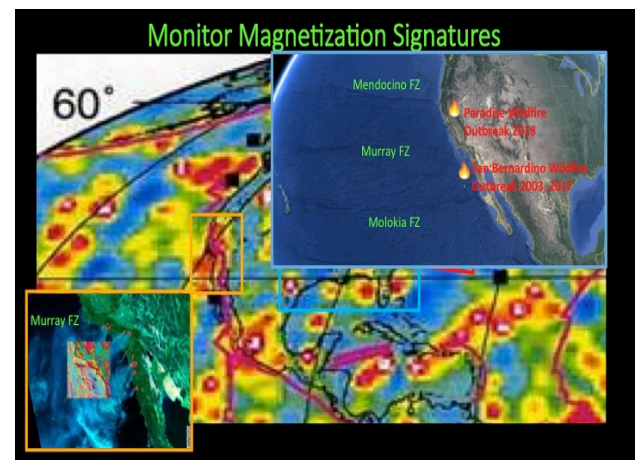 Monitor Magnetization Signatures
60°
Mendocino FZ
Paradise Wildfire
Outbreak 2018
Murray FZ
San Bernardino Wildfire
Outbreak 2003, 2017
Molokia FZ
Murray FZ